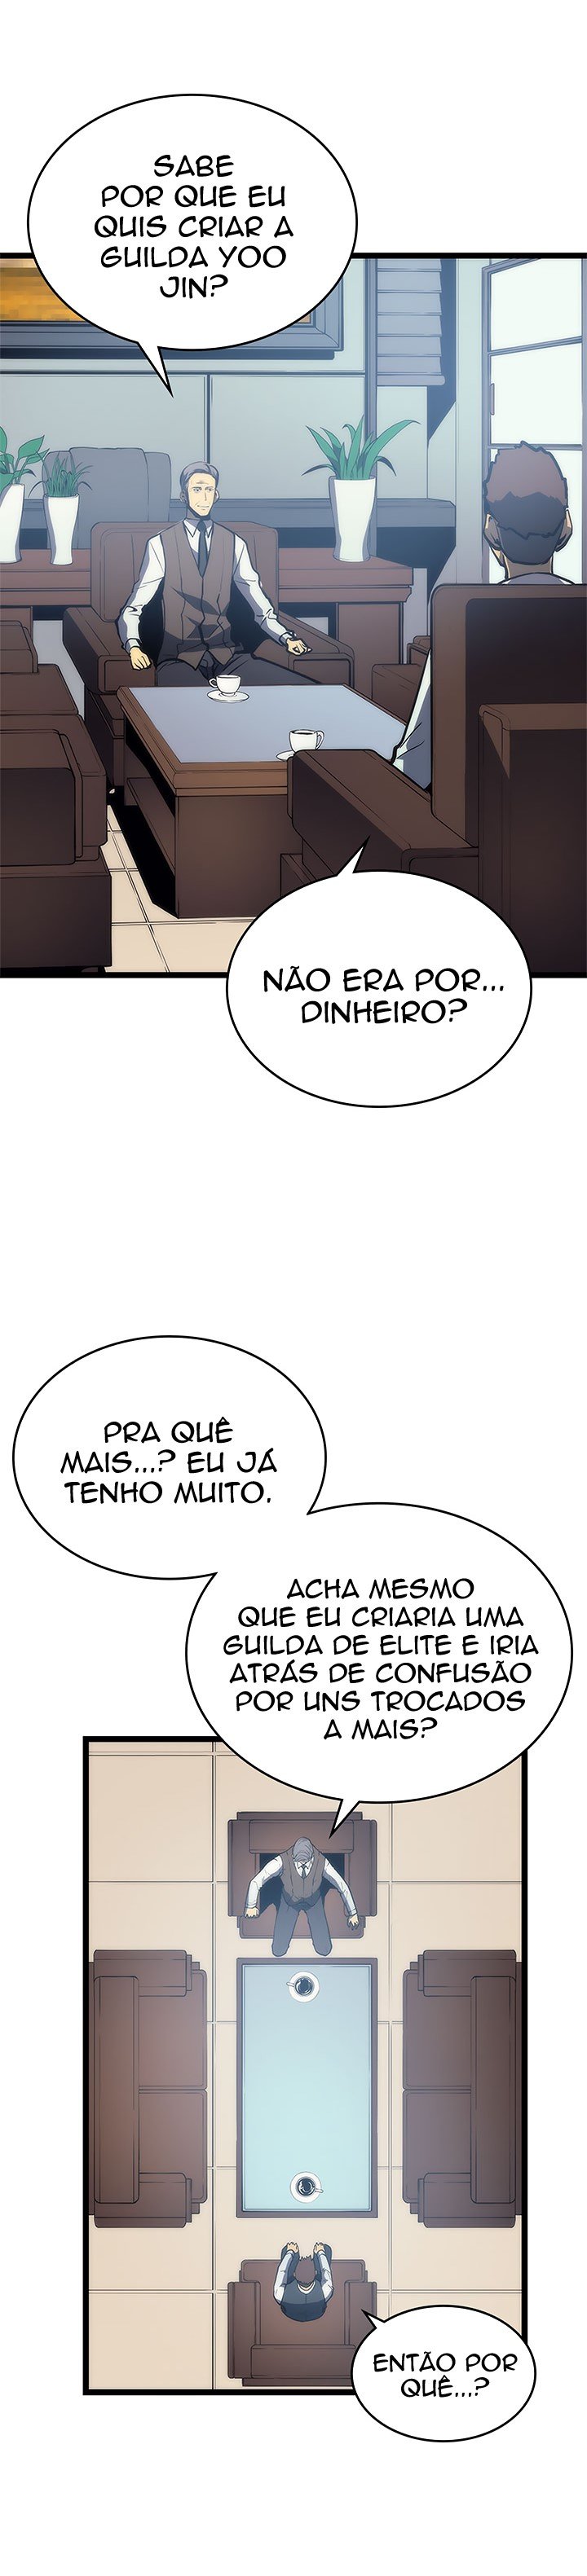 SABE
POR QUE EU
QUIS CRIAR A
GUILDA YOO
JIN?
NÃO ERA POR...
DINHEIRO?
PRA QUÊ
MAIS...? EU JÁ
TENHO MUITO.
ACHA MESMO
QUE EU CRIARIA UMA
GUILDA DE ELITE E IRIA
ATRÁS DE CONFUSÃO
POR UNS TROCADOS
A MAIS?
ENTÃO POR
QUÊ...?